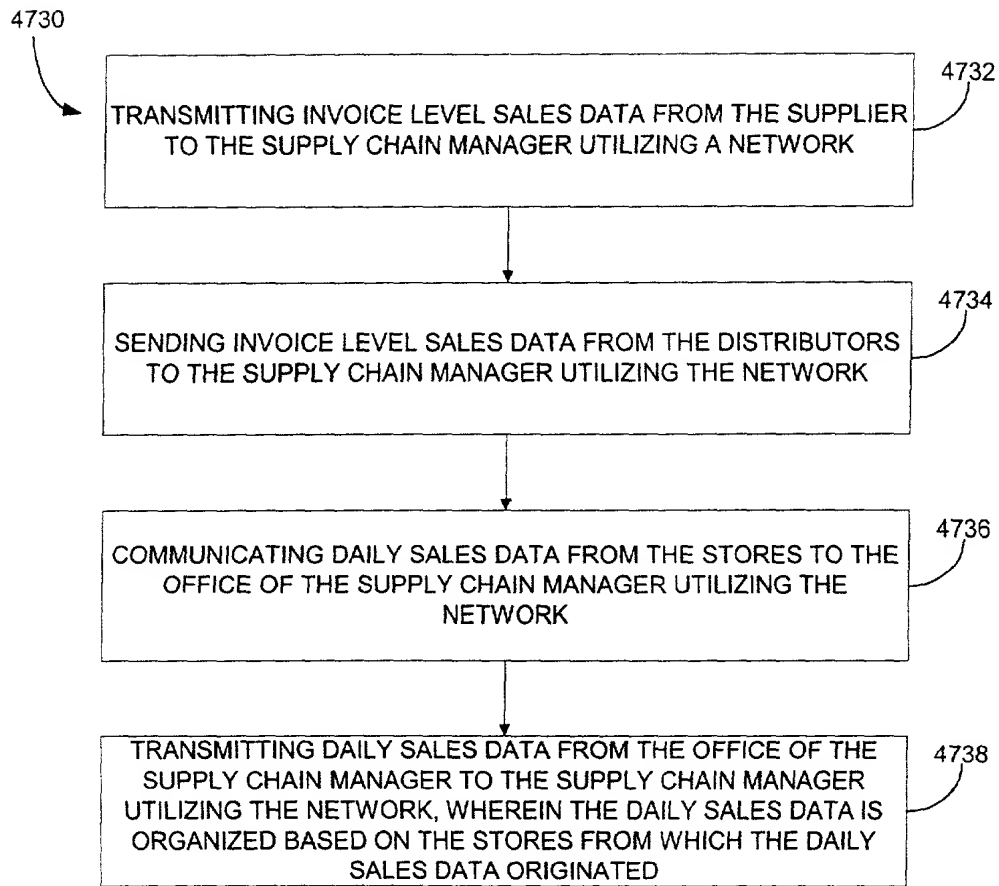 4730
4732
TRANSMITTING INVOICE LEVEL SALES DATA FROM THE SUPPLIER
TO THE SUPPLY CHAIN MANAGER UTILIZING A NETWORK
4734
SENDING INVOICE LEVEL SALES DATA FROM THE DISTRIBUTORS
TO THE SUPPLY CHAIN MANAGER UTILIZING THE NETWORK
4736
COMMUNICATING DAILY SALES DATA FROM THE STORES TO THE
OFFICE OF THE SUPPLY CHAIN MANAGER UTILIZING THE
NETWORK
4738
TRANSMITTING DAILY SALES DATA FROM THE OFFICE OF THE
SUPPLY CHAIN MANAGER TO THE SUPPLY CHAIN MANAGER
UTILIZING THE NETWORK, WHEREIN THE DAILY SALES DATA IS
ORGANIZED BASED ON THE STORES FROM WHICH THE DAILY
SALES DATA ORIGINATED